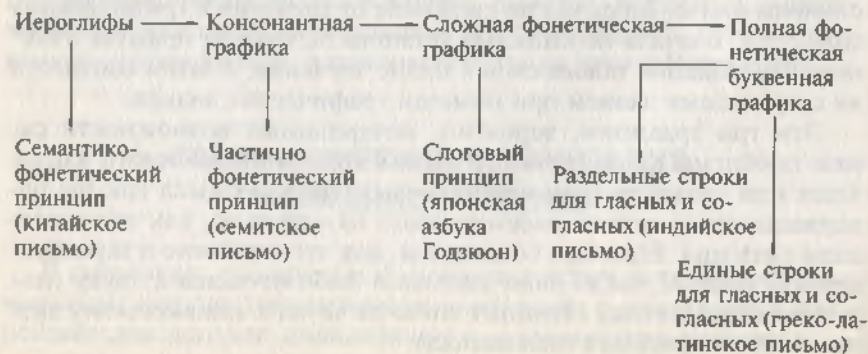 Иероглифы
Консонантная
графика
Сложная фонетическая
графика
Полная фо-
нетическая
буквенная
графика
Семантико-
фонетический
принцип
(китайское
письмо)
Частично
фонетический
принцип
(семитское
письмо)
Слоговый
принцип
(японская
азбука
Годзюон)
Раздельные строки
для гласных и со-
гласных (индийское
письмо)
Единые строки
для гласных и со-
гласных (греко-ла-
тинское письмо)